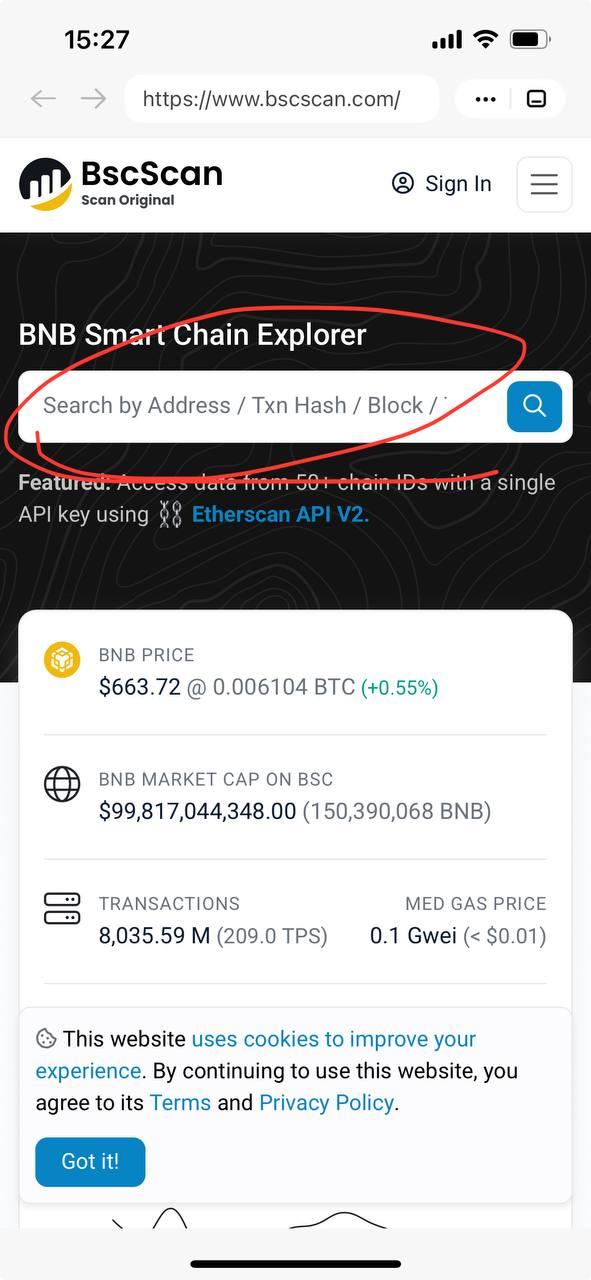 15:27
https://www.bscscan.com/
BscScan
Scan Original
Sign In
BNB Smart Chain Explorer
Search by Address / Txn Hash / Block /
Featured: Access data from 50+ chain IDs with a single
API key using Etherscan API V2.
BNB PRICE
$663.72 @ 0.006104 BTC (+0.55%)
BNB MARKET CAP ON BSC
$99,817,044,348.00 (150,390,068 BNB)
TRANSACTIONS MED GAS PRICE
8,035.59 M (209.0 TPS) 0.1 Gwei (< $0.01)
This website uses cookies to improve your
experience. By continuing to use this website, you
agree to its Terms and Privacy Policy.
Got it!